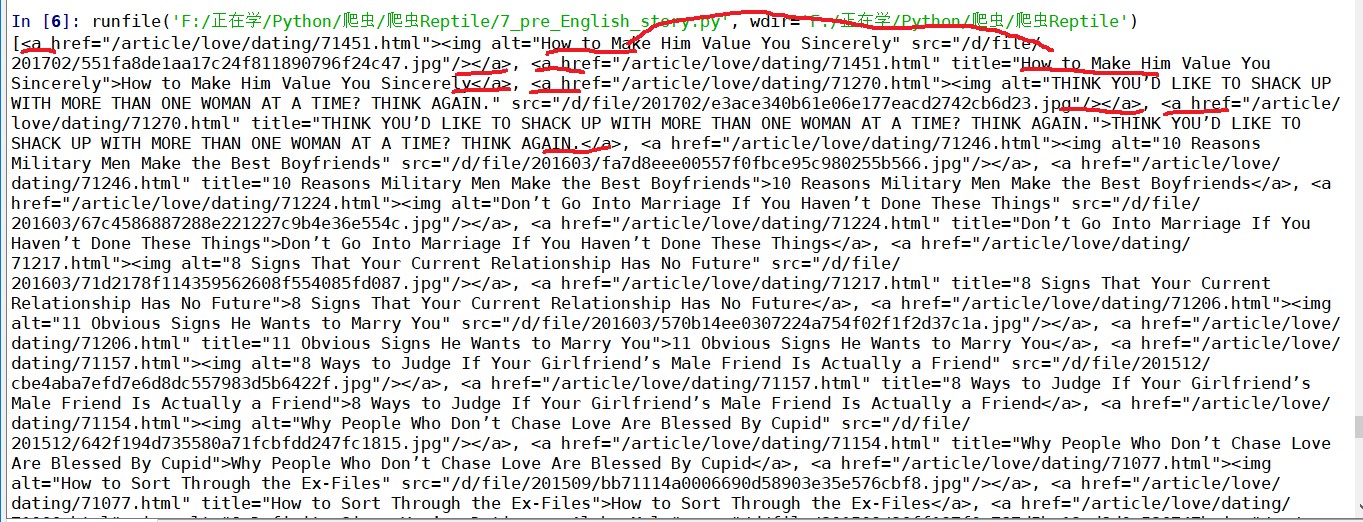 In [6]: runfile('F:/正在学/Python/爬虫/爬虫Reptile/7_pre_English_story.py', wdir='F:/正在学/Python/爬虫/爬虫Reptile')
[<a href="/article/love/dating/71451.html"><img alt="How to Make Him Value You Sincerely" src="/d/file/
201702/551fa8de1aa17c24f811890796f24c47.jpg"/></a>, <a href="/article/love/dating/71451.html" title="How to Make Him Value You
Sincerely">How to Make Him Value You Sincerely</a>, <a href="/article/love/dating/71270.html"><img alt="THINK YOU’D LIKE TO SHACK UP
WITH MORE THAN ONE WOMAN AT A TIME? THINK AGAIN." src="/d/file/201702/e3ace340b61e06e177eacd2742cb6d23.jpg"/></a>, <a href="/article/
love/dating/71270.html" title="THINK YOU’D LIKE TO SHACK UP WITH MORE THAN ONE WOMAN AT A TIME? THINK AGAIN.">THINK YOU’D LIKE TO
SHACK UP WITH MORE THAN ONE WOMAN AT A TIME? THINK AGAIN.</a>, <a href="/article/love/dating/71246.html"><img alt="10 Reasons
Military Men Make the Best Boyfriends" src="/d/file/201603/fa7d8eee00557f0fbce95c980255b566.jpg"/></a>, <a href="/article/love/
dating/71246.html" title="10 Reasons Military Men Make the Best Boyfriends">10 Reasons Military Men Make the Best Boyfriends</a>, <a
href="/article/love/dating/71224.html"><img alt="Don’t Go Into Marriage If You Haven’t Done These Things" src="/d/file/
201603/67c4586887288e221227c9b4e36e554c.jpg"/></a>, <a href="/article/love/dating/71224.html" title="Don’t Go Into Marriage If You
Haven’t Done These Things">Don’t Go Into Marriage If You Haven’t Done These Things</a>, <a href="/article/love/dating/
71217.html"><img alt="8 Signs That Your Current Relationship Has No Future" src="/d/file/
201603/71d2178f114359562608f554085fd087.jpg"/></a>, <a href="/article/love/dating/71217.html" title="8 Signs That Your Current
Relationship Has No Future">8 Signs That Your Current Relationship Has No Future</a>, <a href="/article/love/dating/71206.html"><img
alt="11 Obvious Signs He Wants to Marry You" src="/d/file/201603/570b14ee0307224a754f02f1f2d37c1a.jpg"/></a>, <a href="/article/love/
dating/71206.html" title="11 Obvious Signs He Wants to Marry You">11 Obvious Signs He Wants to Marry You</a>, <a href="/article/love/
dating/71157.html"><img alt="8 Ways to Judge If Your Girlfriend’s Male Friend Is Actually a Friend" src="/d/file/201512/
cbe4aba7efd7e6d8dc557983d5b6422f.jpg"/></a>, <a href="/article/love/dating/71157.html" title="8 Ways to Judge If Your Girlfriend’s
Male Friend Is Actually a Friend">8 Ways to Judge If Your Girlfriend’s Male Friend Is Actually a Friend</a>, <a href="/article/love/
dating/71154.html"><img alt="Why People Who Don’t Chase Love Are Blessed By Cupid" src="/d/file/
201512/642f194d735580a71fcbfdd247fc1815.jpg"/></a>, <a href="/article/love/dating/71154.html" title="Why People Who Don’t Chase Love
Are Blessed By Cupid">Why People Who Don’t Chase Love Are Blessed By Cupid</a>, <a href="/article/love/dating/71077.html"><img
alt="How to Sort Through the Ex-Files" src="/d/file/201509/bb71114a0006690d58903e35e576cbf8.jpg"/></a>, <a href="/article/love/
dating/71077.html" title="How to Sort Through the Ex-Files">How to Sort Through the Ex-Files</a>, <a href="/article/love/dating/